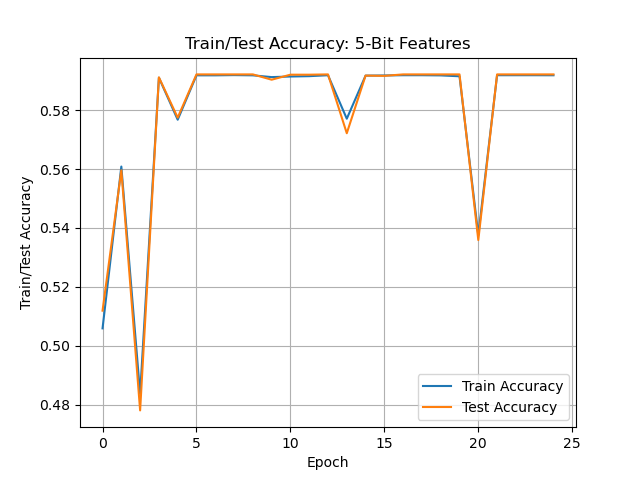 Train/Test Accuracy: 5-Bit Features
Train/Test Accuracy
0.58
0.56
0.54
0.52
0.50
0.48
0
5
10
15
20
25
Epoch
Train Accuracy
Test Accuracy